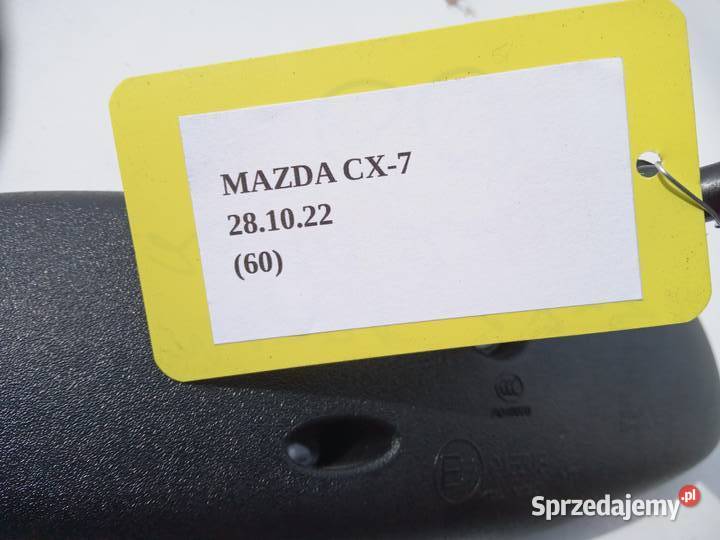 MAZDA CX-7
28.10.22
(60)
Sprzedajemy.pl